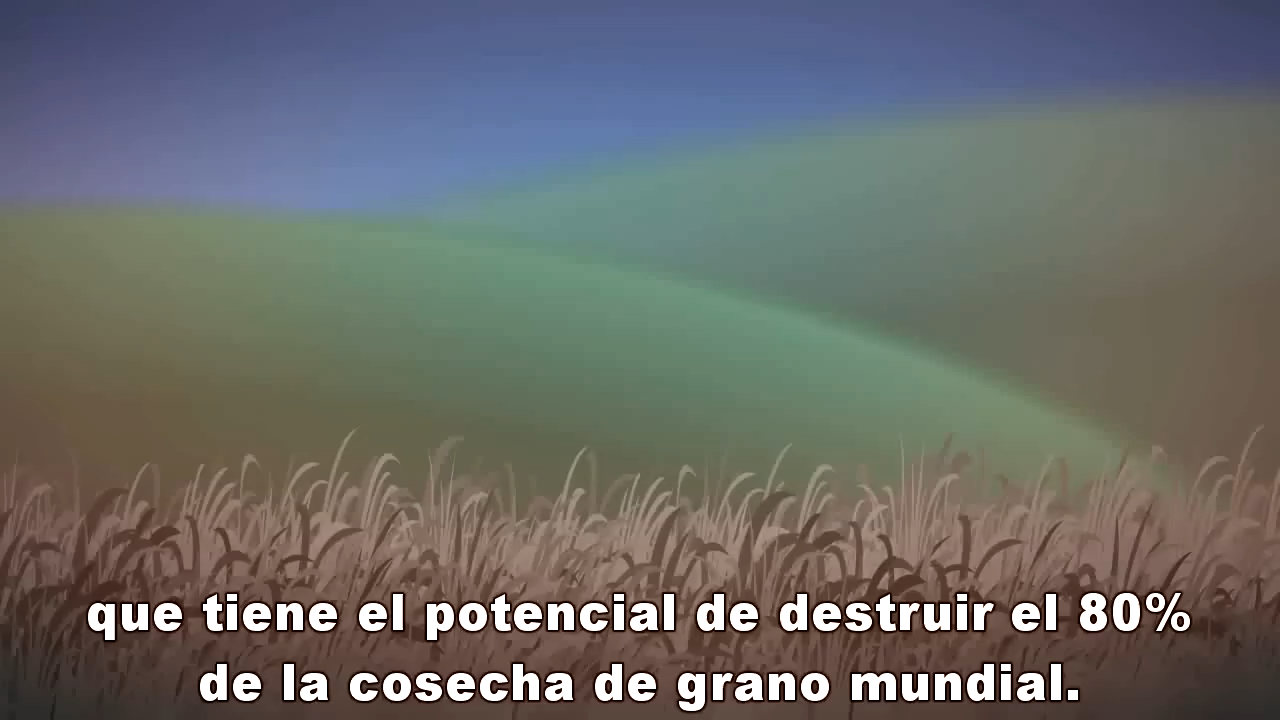 que tiene el potencial de destruir el 80%
de la cosecha de grano mundial.